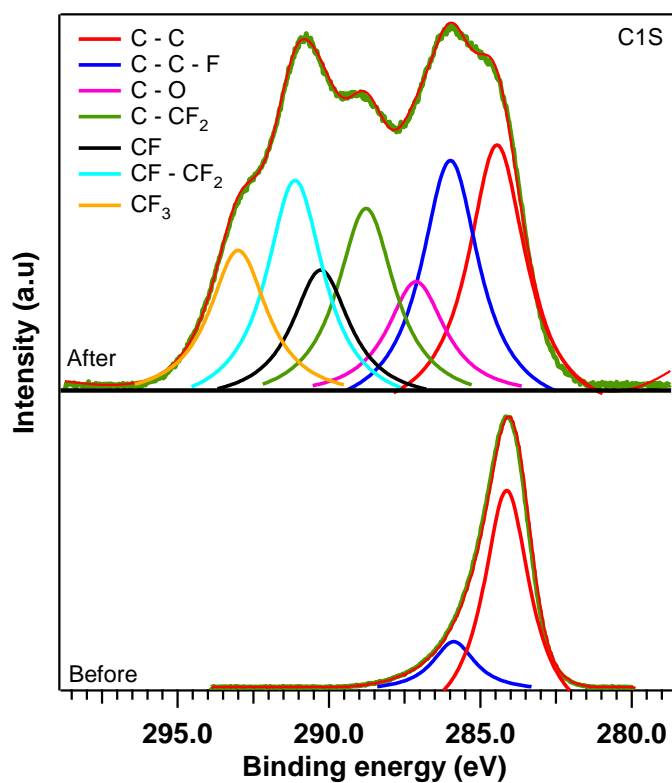 C - C
C - C - F
C - O
C - CF₂
CF
CF - CF₂
CF₃
C1S
After
Before
Intensity (a.u)
295.0
290.0
285.0
280.0
Binding energy (eV)